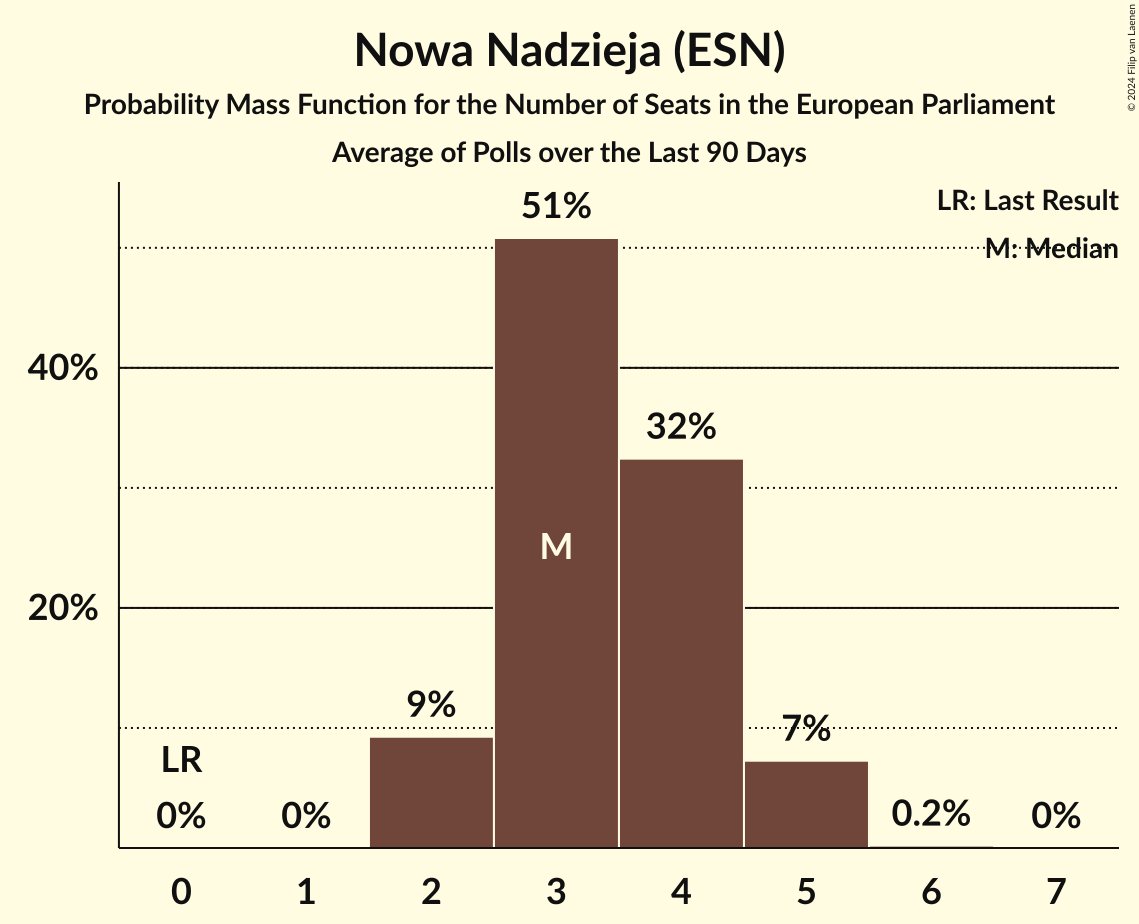 Nowa Nadzieja (ESN)
Probability Mass Function for the Number of Seats in the European Parliament
Average of Polls over the Last 90 Days
© 2024 Filip van Laenen
LR: Last Result
M: Median
51%
40%
32%
M
20%
9%
7%
LR
0%
0%
0.2%
0%
0 1 2 3 4 5 6 7